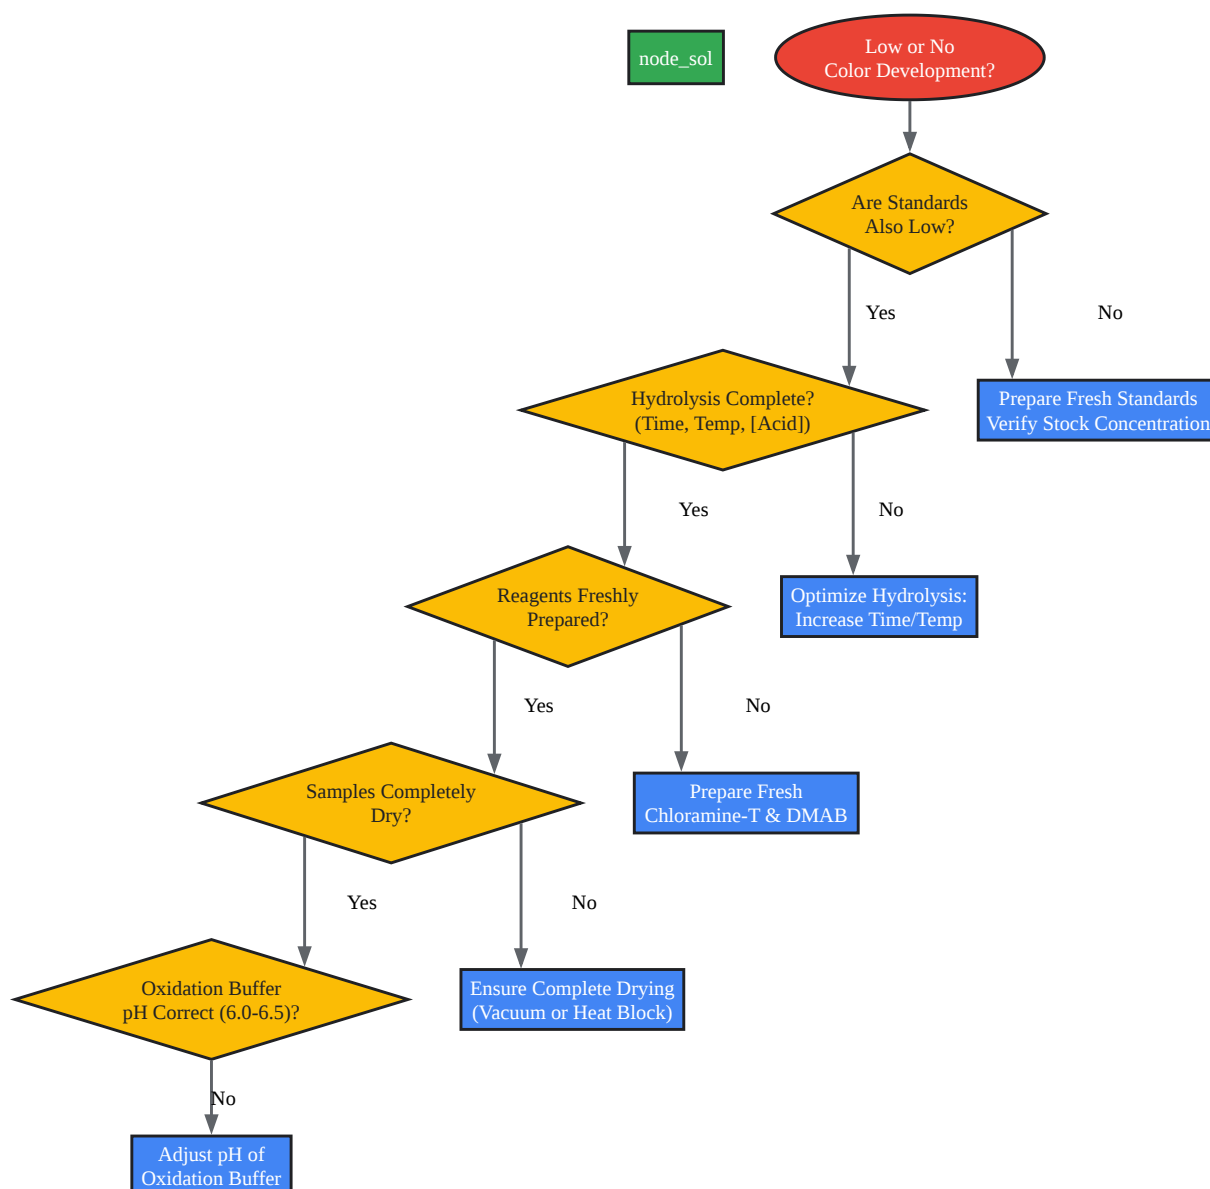 node_sol
Low or No
Color Development?
Are Standards
Also Low?
Yes
No
Hydrolysis Complete?
(Time, Temp, [Acid])
Prepare Fresh Standards
Verify Stock Concentration
Yes
No
Reagents Freshly
Prepared?
Optimize Hydrolysis:
Increase Time/Temp
Yes
No
Samples Completely
Dry?
Prepare Fresh
Chloramine-T & DMAB
Yes
No
Oxidation Buffer
pH Correct (6.0-6.5)?
Ensure Complete Drying
(Vacuum or Heat Block)
No
Adjust pH of
Oxidation Buffer